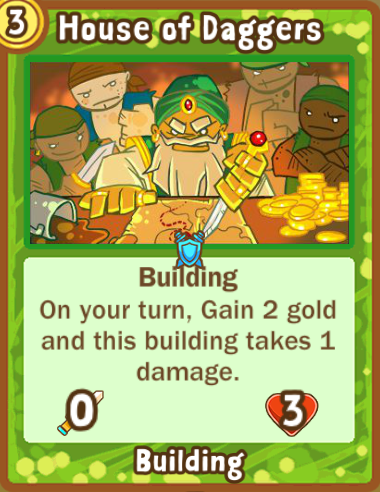 3
House of Daggers
Building
On your turn, Gain 2 gold
and this building takes 1
damage.
0
3
Building